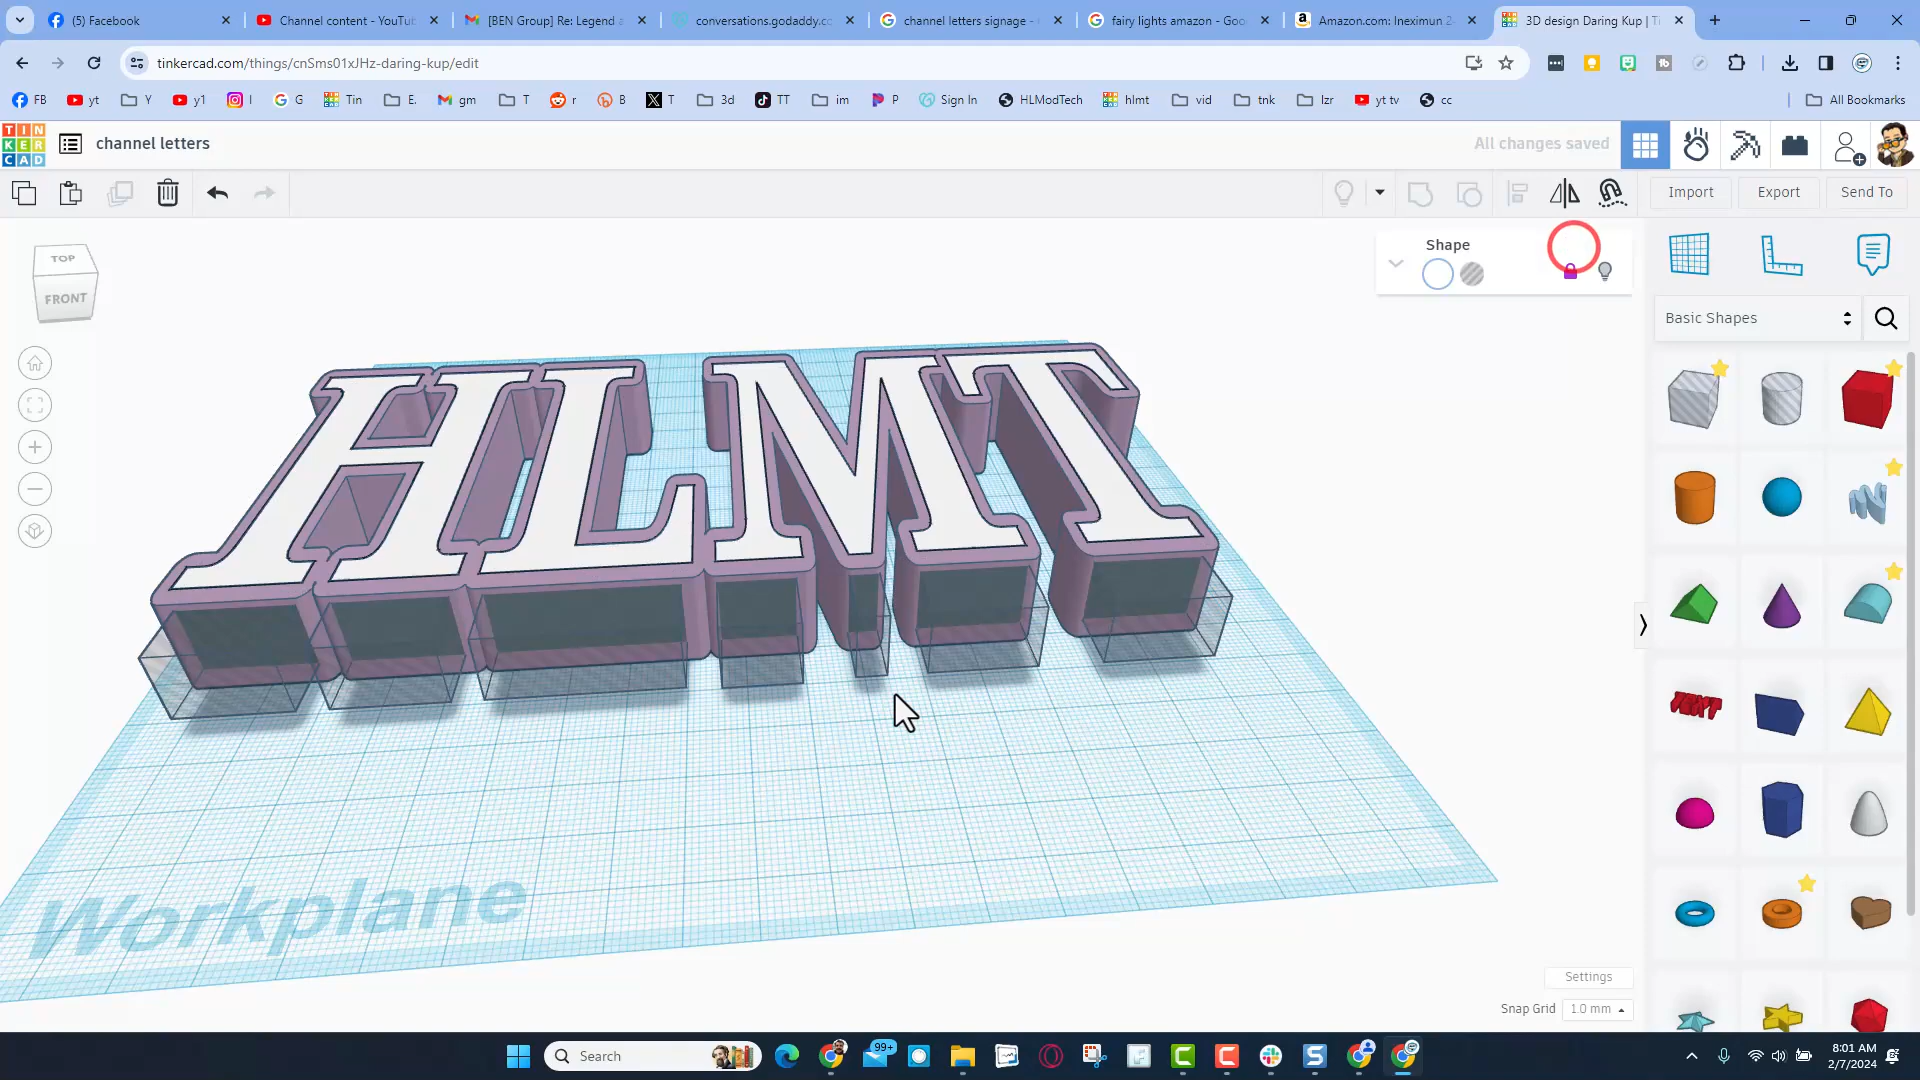 (5) Facebook
Channel content - YouTu
[BEN Group] Re: Legend a
conversations.godaddy.co
channel letters signage -
fairy lights amazon - Goo
Amazon.com: Ineximun 2
3D design Daring Kup | Ti
tinkercad.com/things/cnSms01xJHz-daring-kup/edit
FB
yt
Y
y1
I
G
Tin
E.
gm
T
r
B
T
3d
TT
im
P
Sign In
HLModTech
hlmt
vid
tnk
lzr
yt tv
cc
All Bookmarks
TIN
KER
CAD
channel letters
All changes saved
Import
Export
Send To
TOP
FRONT
Shape
Basic Shapes
HLMT
TEXT
Workplane
Settings
Snap Grid
1.0 mm
Search
99+
8:01 AM
2/7/2024